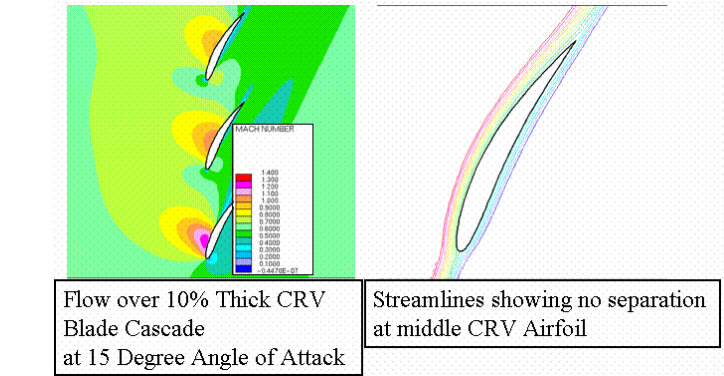 MACH NUMBER
1.400
1.300
1.200
1.100
1.000
0.9000
0.8000
0.7000
0.6000
0.5000
0.4000
0.3000
0.2000
0.1000
-0.4470E-07
Flow over 10% Thick CRV
Blade Cascade
at 15 Degree Angle of Attack
Streamlines showing no separation
at middle CRV Airfoil